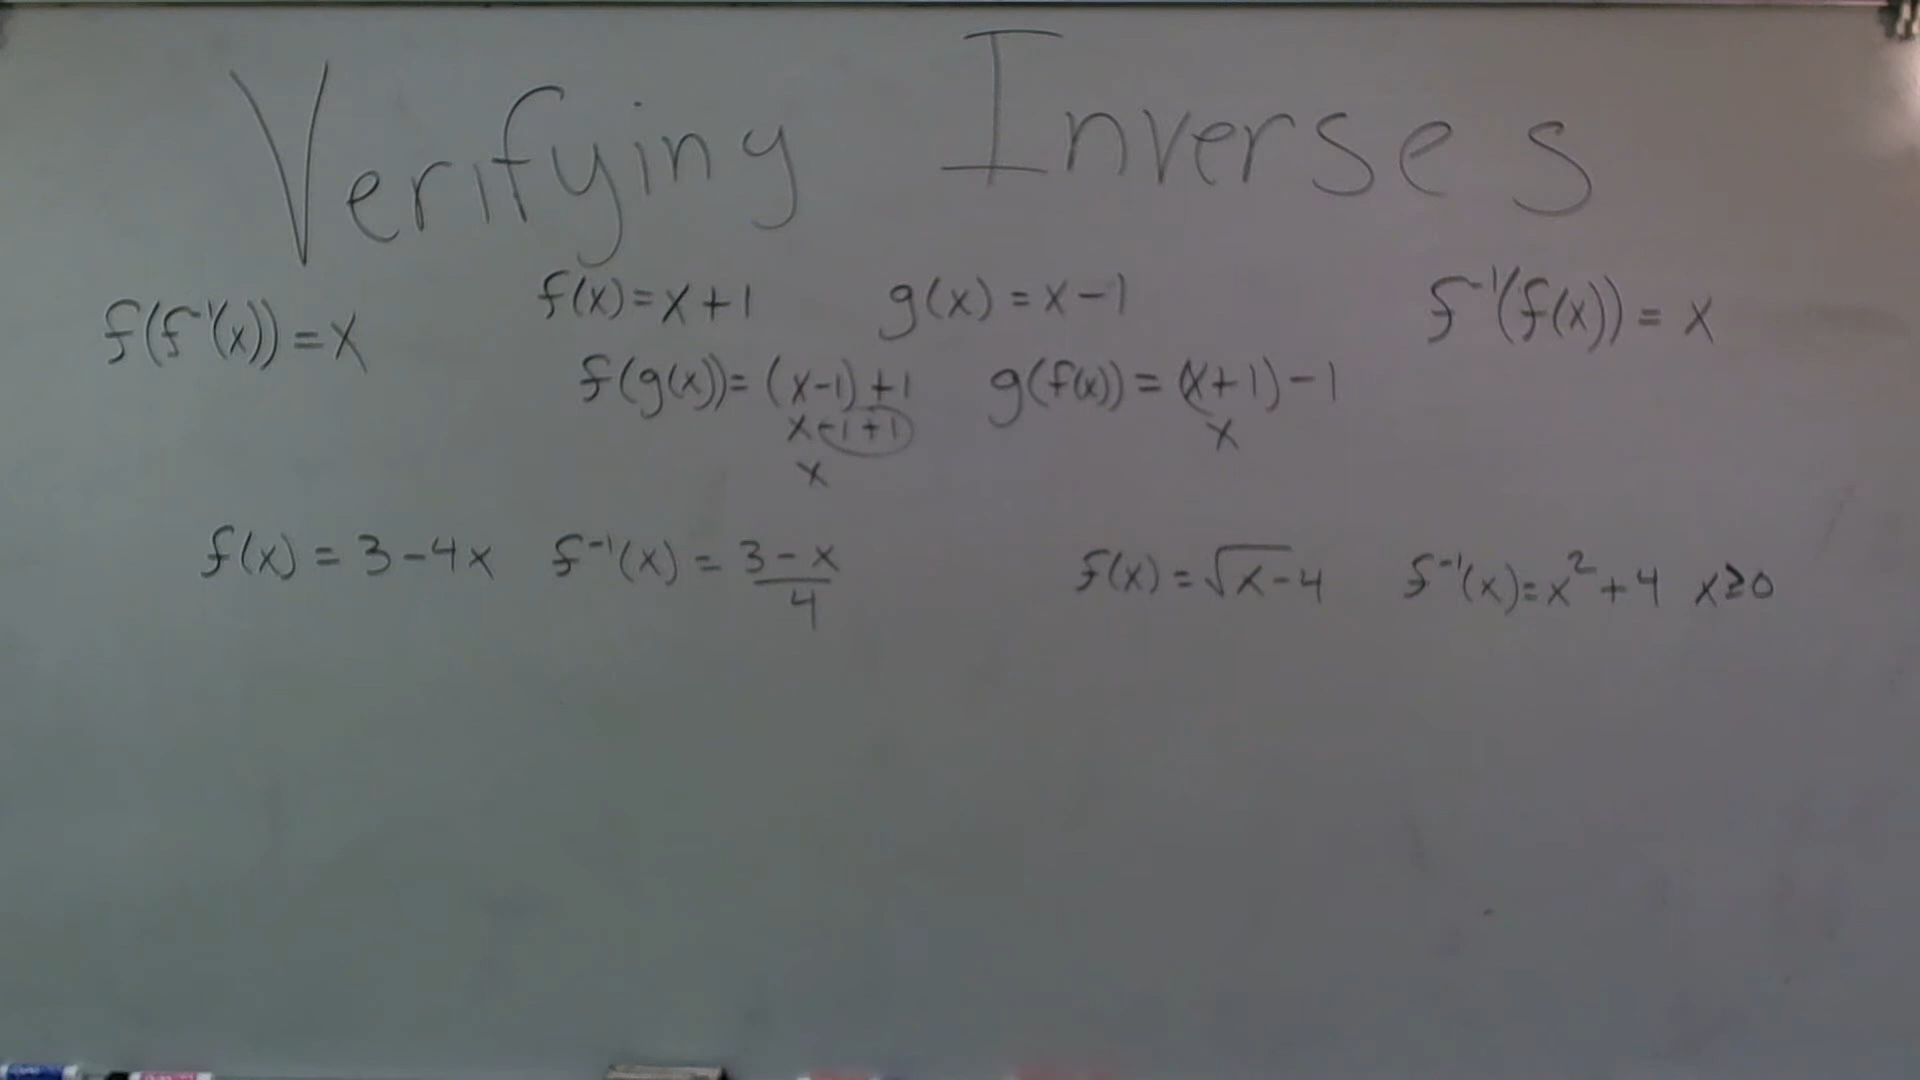 Verifying Inverses
f(f⁻¹(x)) = x f(x) = x + 1 g(x) = x - 1 f⁻¹(f(x)) = x
f(g(x)) = (x-1) + 1 g(f(x)) = (x+1) - 1
x-1+1 x
x
f(x) = 3 - 4x f⁻¹(x) = 3 - x / 4 f(x) = √x-4 f⁻¹(x) = x² + 4 x ≥ 0